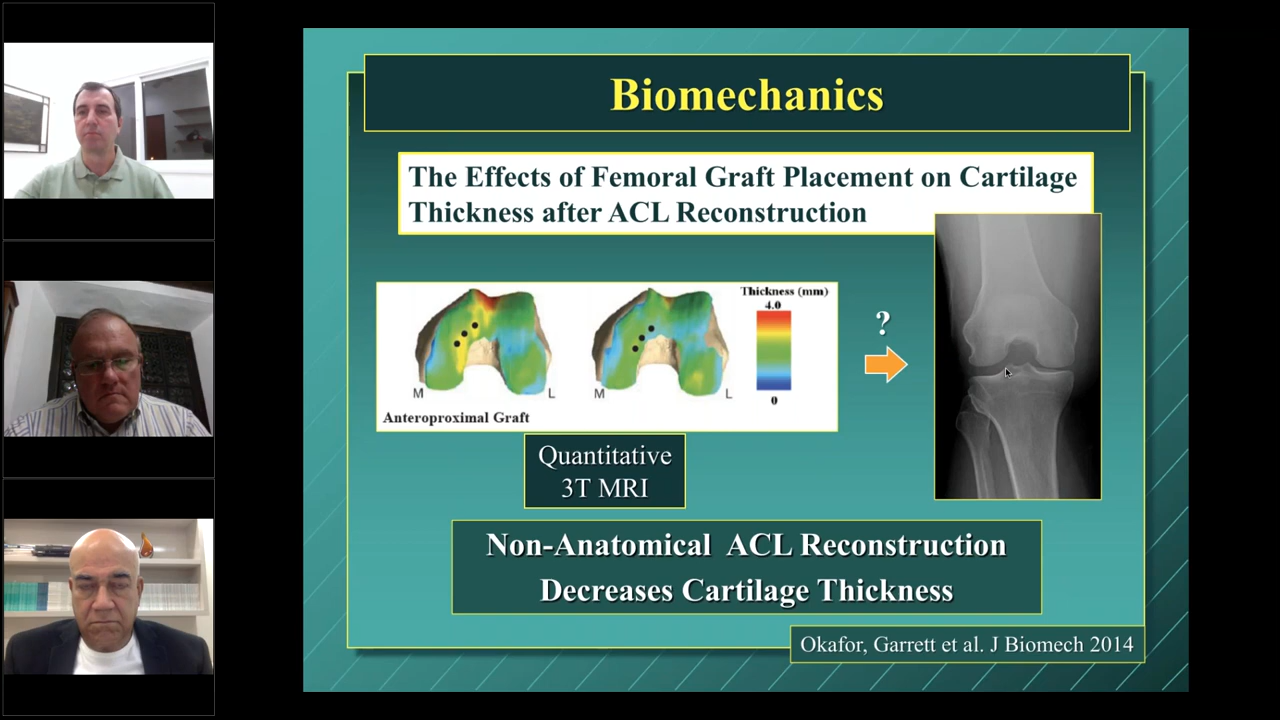 Biomechanics
The Effects of Femoral Graft Placement on Cartilage
Thickness after ACL Reconstruction
Thickness (mm)
4.0
0
M
L
M
L
Anteroproximal Graft
?
Quantitative
3T MRI
Non-Anatomical ACL Reconstruction
Decreases Cartilage Thickness
Okafor, Garrett et al. J Biomech 2014